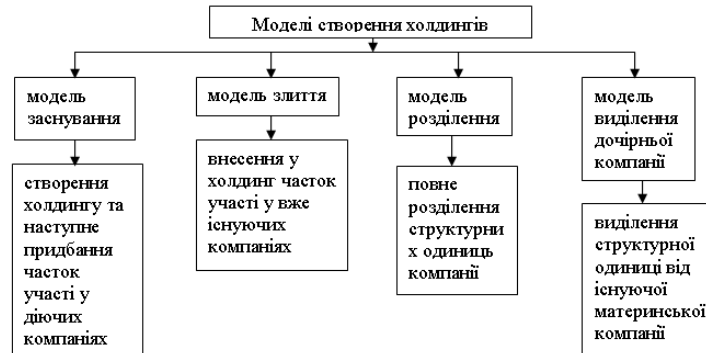 Моделі створення холдингів
модель
заснування
модель злиття
модель
розділення
модель
виділення
дочірньої
компанії
створення
холдингу та
наступне
придбання
часток
участі у
діючих
компаніях
внесення у
холдинг часток
участі у вже
існуючих
компаніях
повне
розділення
структурни
х одиниць
компанії
виділення
структурної
одиниці від
існуючої
материнської
компанії